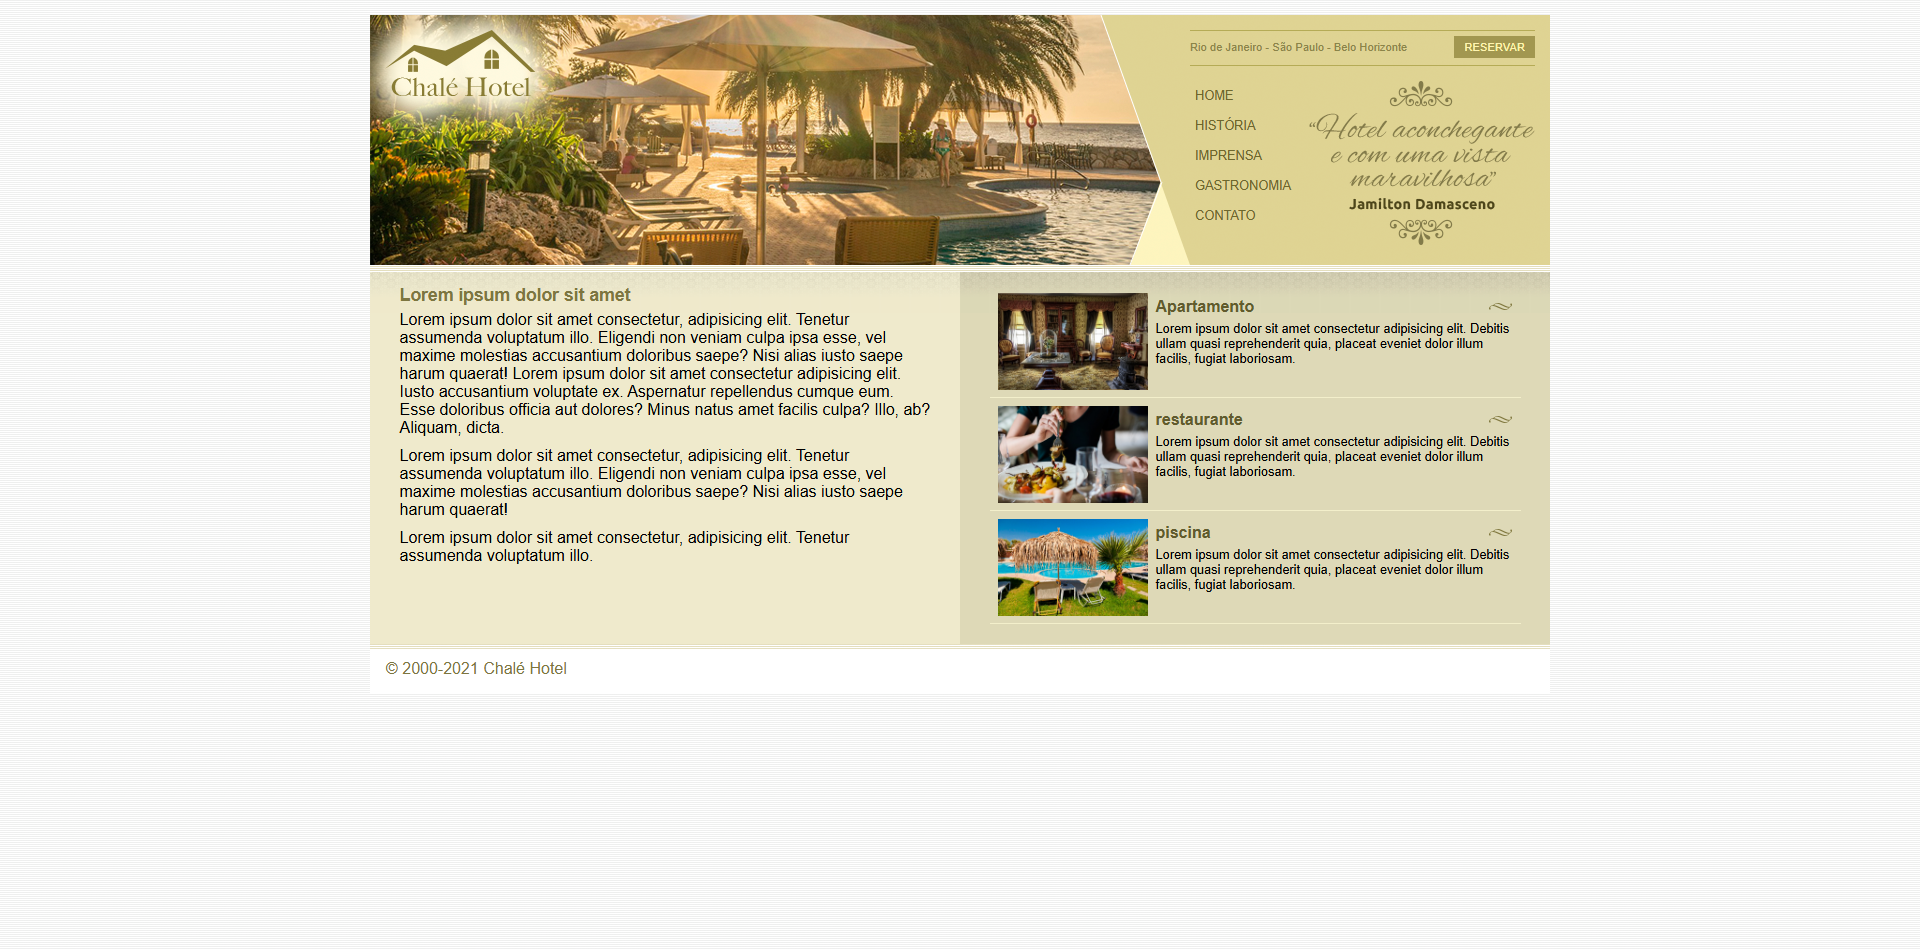 Chalé Hotel
Rio de Janeiro - São Paulo - Belo Horizonte
RESERVAR
HOME
HISTÓRIA
IMPRENSA
GASTRONOMIA
CONTATO
“Hotel aconchegante
e com uma vista
maravilhosa”
Jamilton Damasceno
Lorem ipsum dolor sit amet
Lorem ipsum dolor sit amet consectetur, adipisicing elit. Tenetur
assumenda voluptatum illo. Eligendi non veniam culpa ipsa esse, vel
maxime molestias accusantium doloribus saepe? Nisi alias iusto saepe
harum quaerat! Lorem ipsum dolor sit amet consectetur adipisicing elit.
Iusto accusantium voluptate ex. Aspernatur repellendus cumque eum.
Esse doloribus officia aut dolores? Minus natus amet facilis culpa? Illo, ab?
Aliquam, dicta.
Lorem ipsum dolor sit amet consectetur, adipisicing elit. Tenetur
assumenda voluptatum illo. Eligendi non veniam culpa ipsa esse, vel
maxime molestias accusantium doloribus saepe? Nisi alias iusto saepe
harum quaerat!
Lorem ipsum dolor sit amet consectetur, adipisicing elit. Tenetur
assumenda voluptatum illo.
Apartamento
Lorem ipsum dolor sit amet consectetur adipisicing elit. Debitis
ullam quasi reprehenderit quia, placeat eveniet dolor illum
facilis, fugiat laboriosam.
restaurante
Lorem ipsum dolor sit amet consectetur adipisicing elit. Debitis
ullam quasi reprehenderit quia, placeat eveniet dolor illum
facilis, fugiat laboriosam.
piscina
Lorem ipsum dolor sit amet consectetur adipisicing elit. Debitis
ullam quasi reprehenderit quia, placeat eveniet dolor illum
facilis, fugiat laboriosam.
© 2000-2021 Chalé Hotel